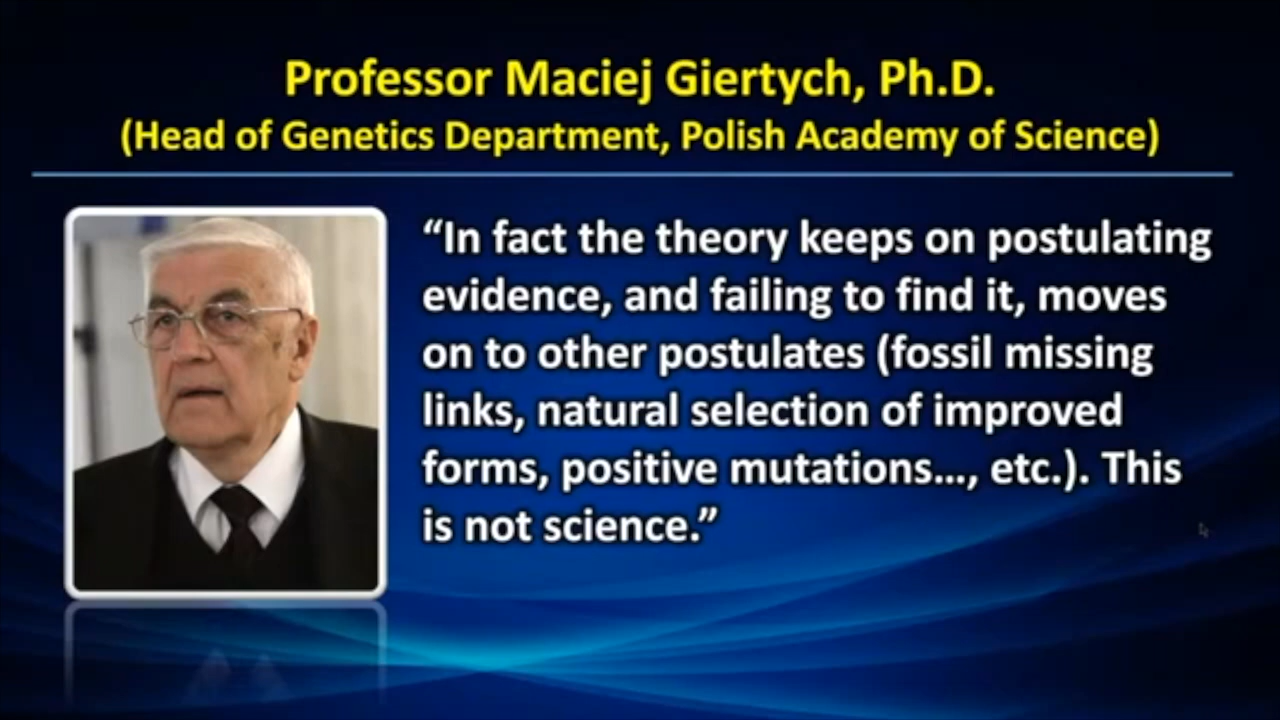 Professor Maciej Giertych, Ph.D.
(Head of Genetics Department, Polish Academy of Science)
“In fact the theory keeps on postulating
evidence, and failing to find it, moves
on to other postulates (fossil missing
links, natural selection of improved
forms, positive mutations…, etc.). This
is not science.”